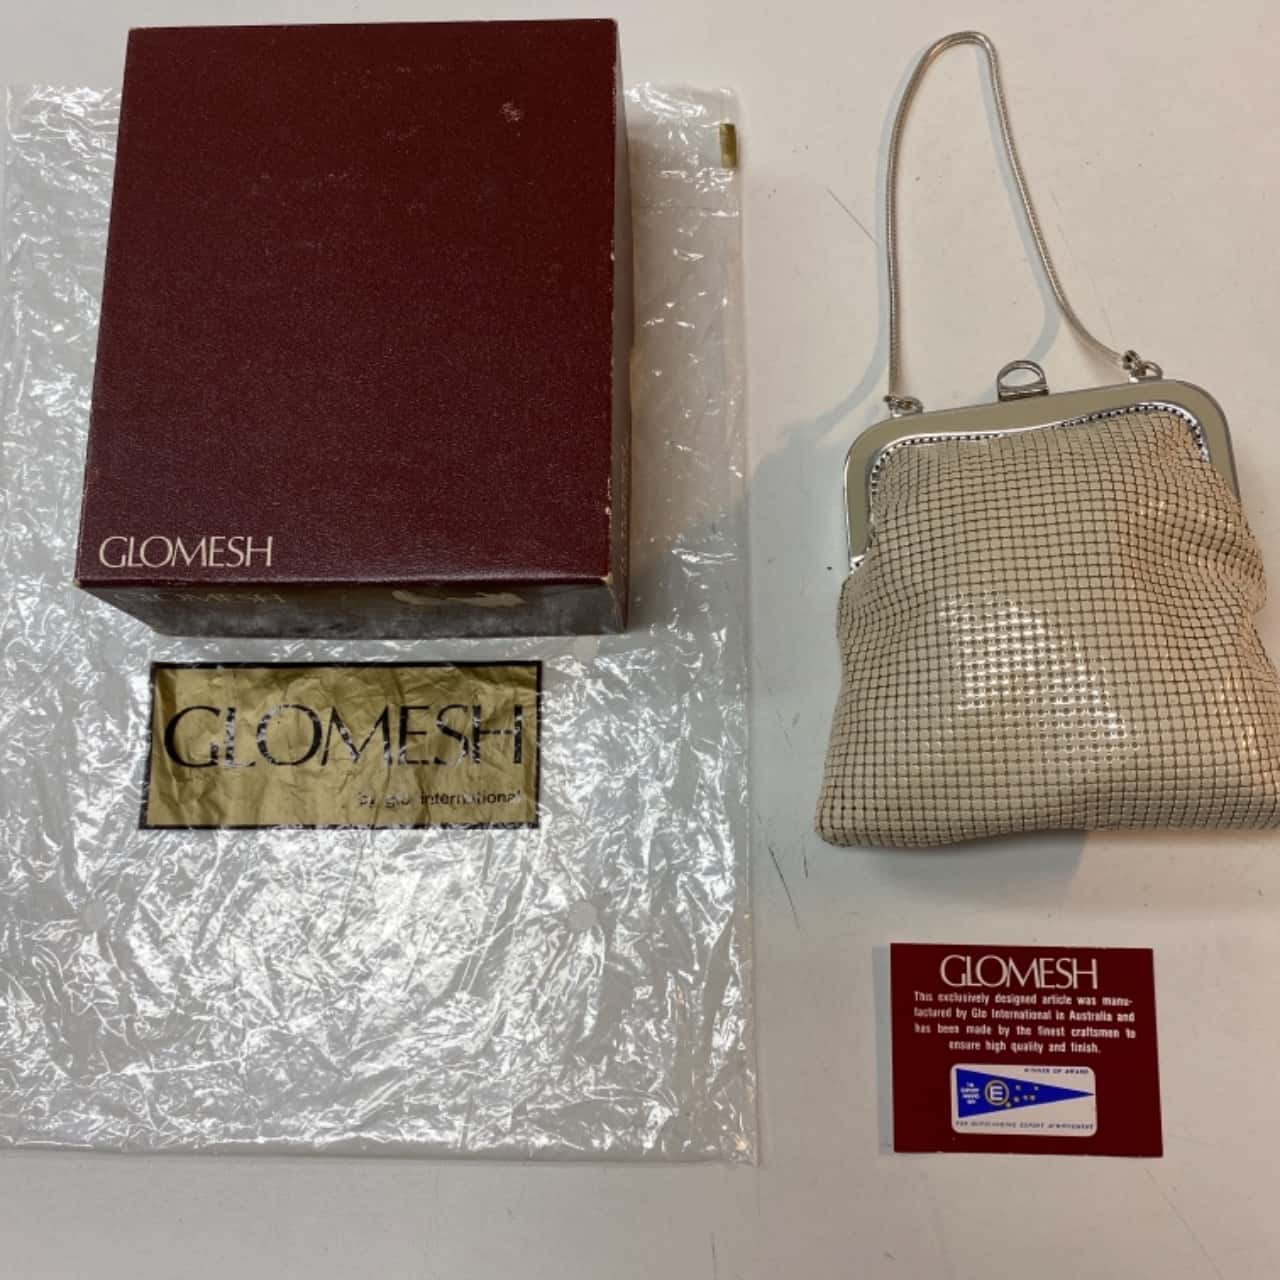 GLOMESH
GLOMESH
GLOMESH
by glo international
GLOMESH
This exclusively designed article was manu-
factured by Glo International in Australia and
has been made by the finest craftsmen to
ensure high quality and finish.
WINNER OF AWARD
E
FOR OUTSTANDING EXPORT ACHIEVEMENT